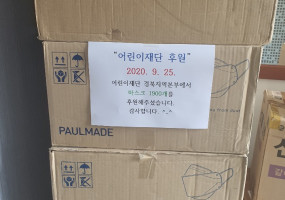 "어린이재단 후원"
2020. 9. 25.
어린이재단 경북지역본부에서
마스크 1900개를
후원해주셨습니다.
감사합니다. ^.^
PAULMADE